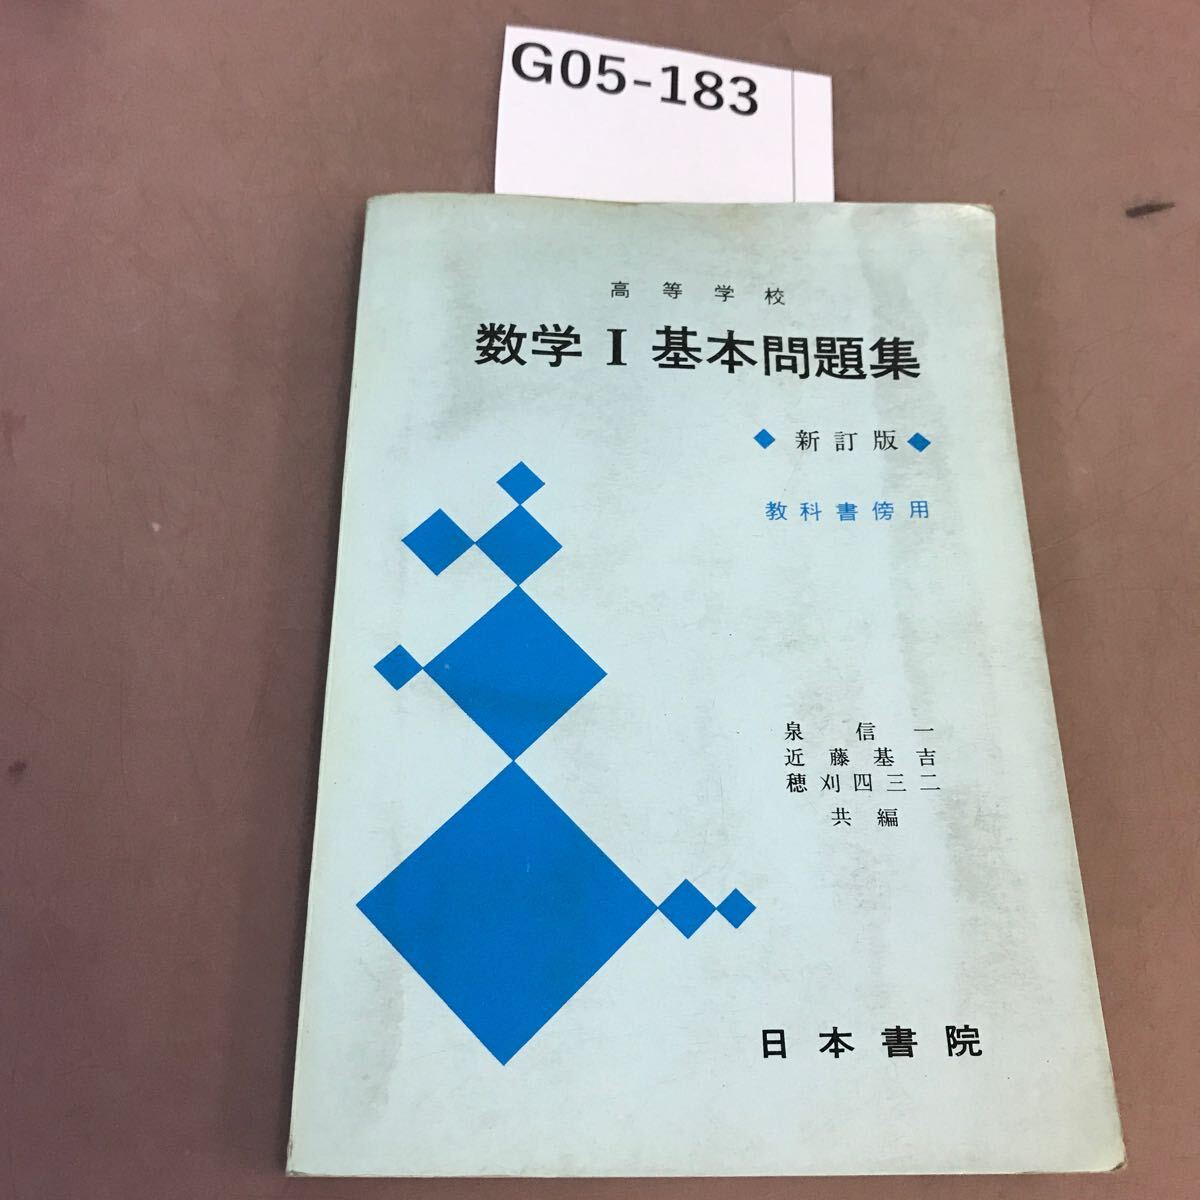 G05-183
高等学校
数学 I 基本問題集
新訂版
教科書傍用
泉信一
近藤基吉
穂刈四三二
共編
日本書院